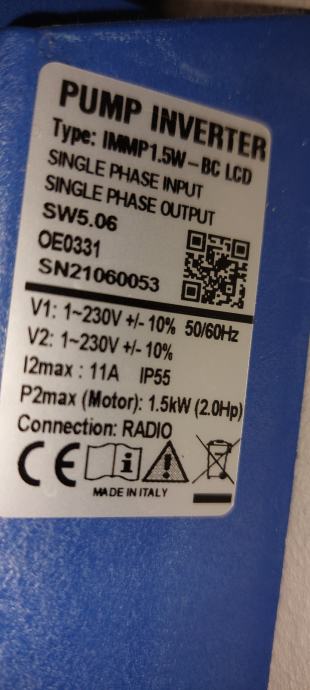 PUMP INVERTER
Type: IMMP1.5W-BC LCD
SINGLE PHASE INPUT
SINGLE PHASE OUTPUT
SW5.06
OE0331
SN21060053
V1: 1~230V +/- 10% 50/60Hz
V2: 1~230V +/- 10%
I2max : 11A IP55
P2max (Motor): 1.5kW (2.0Hp)
Connection: RADIO
CE
MADE IN ITALY